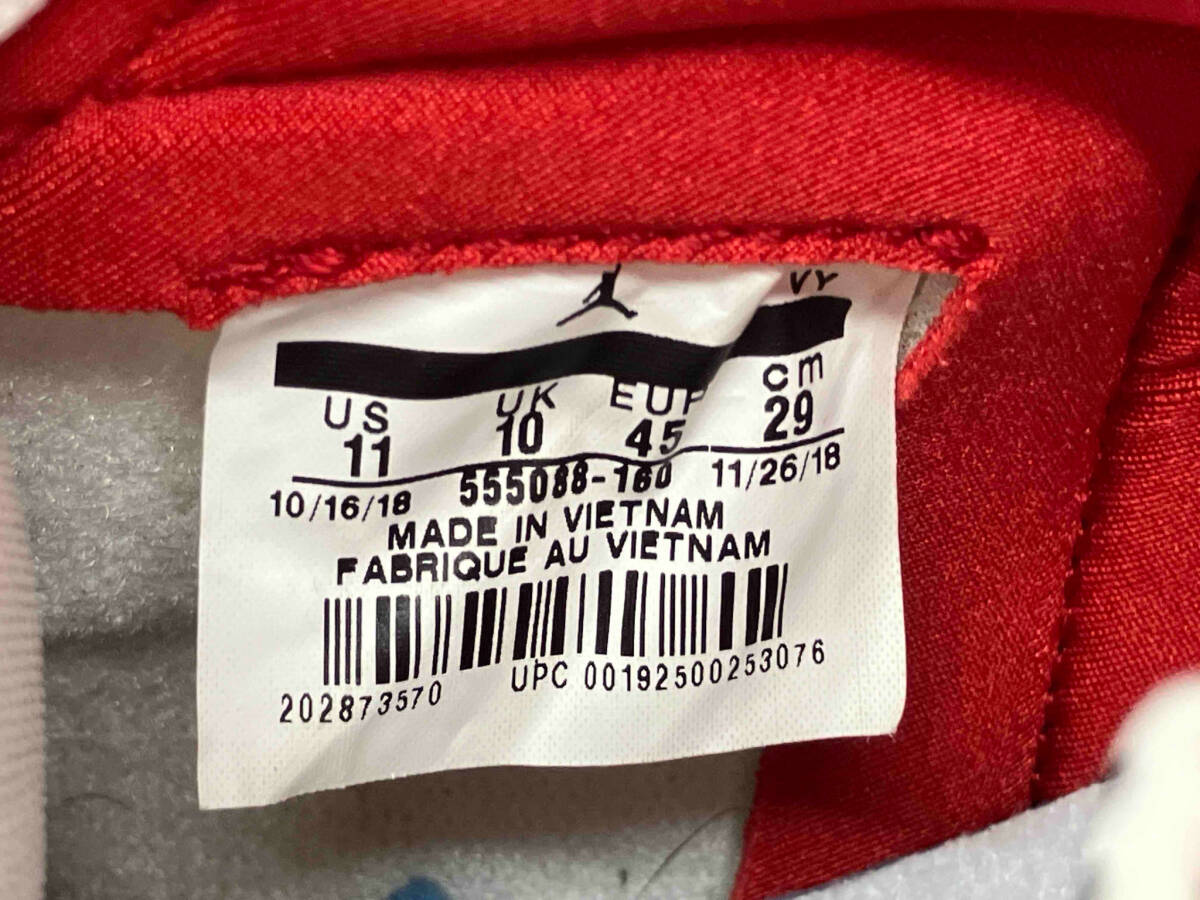 VY
US UK EUR cm
11 10 45 29
10/16/18 555088-160 11/26/18
MADE IN VIETNAM
FABRIQUE AU VIETNAM
202873570 UPC 00192500253076